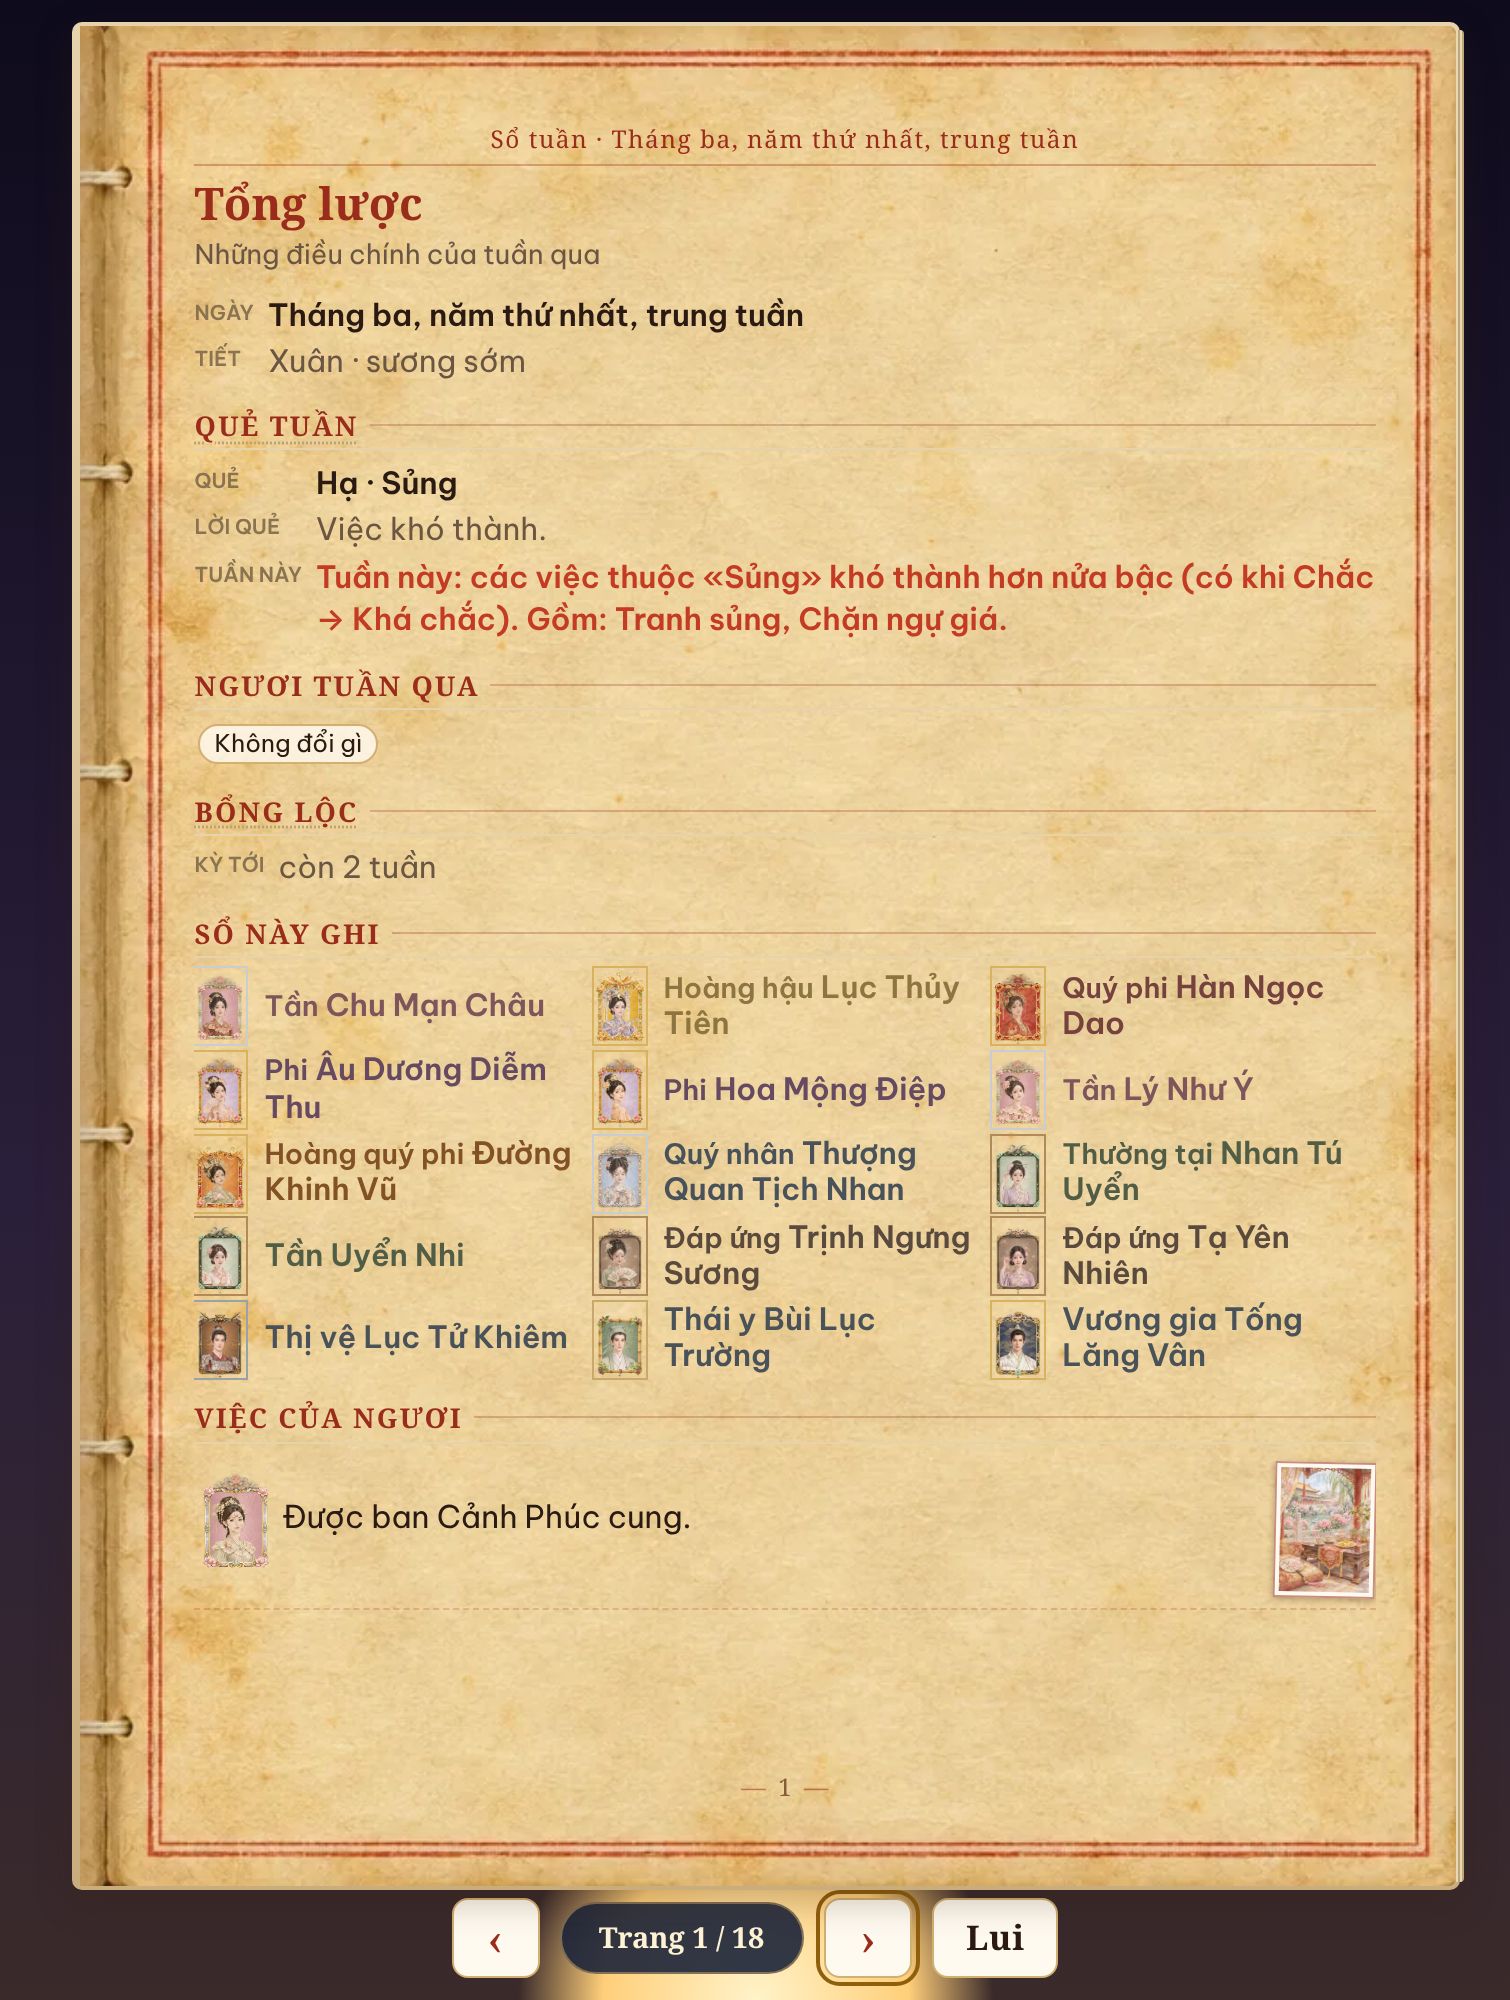 Sổ tuần · Tháng ba, năm thứ nhất, trung tuần
Tổng lược
Những điều chính của tuần qua
NGÀY Tháng ba, năm thứ nhất, trung tuần
TIẾT Xuân · sương sớm
QUẺ TUẦN
QUẺ Hạ · Sủng
LỜI QUẺ Việc khó thành.
TUẦN NÀY Tuần này: các việc thuộc «Sủng» khó thành hơn nửa bậc (có khi Chắc
→ Khá chắc). Gồm: Tranh sủng, Chặn ngự giá.
NGƯƠI TUẦN QUA
Không đổi gì
BỔNG LỘC
KỲ TỚI còn 2 tuần
SỔ NÀY GHI
Tần Chu Mạn Châu
Hoàng hậu Lục Thủy
Tiên
Quý phi Hàn Ngọc
Dao
Phi Âu Dương Diễm
Thu
Phi Hoa Mộng Điệp
Tần Lý Như Ý
Hoàng quý phi Đường
Khinh Vũ
Quý nhân Thượng
Quan Tịch Nhan
Thường tại Nhan Tú
Uyển
Tần Uyển Nhi
Đáp ứng Trịnh Ngưng
Sương
Đáp ứng Tạ Yên
Nhiên
Thị vệ Lục Tử Khiêm
Thái y Bùi Lục
Trường
Vương gia Tống
Lăng Vân
VIỆC CỦA NGƯƠI
Được ban Cảnh Phúc cung.
— 1 —
‹ Trang 1 / 18 › Lui